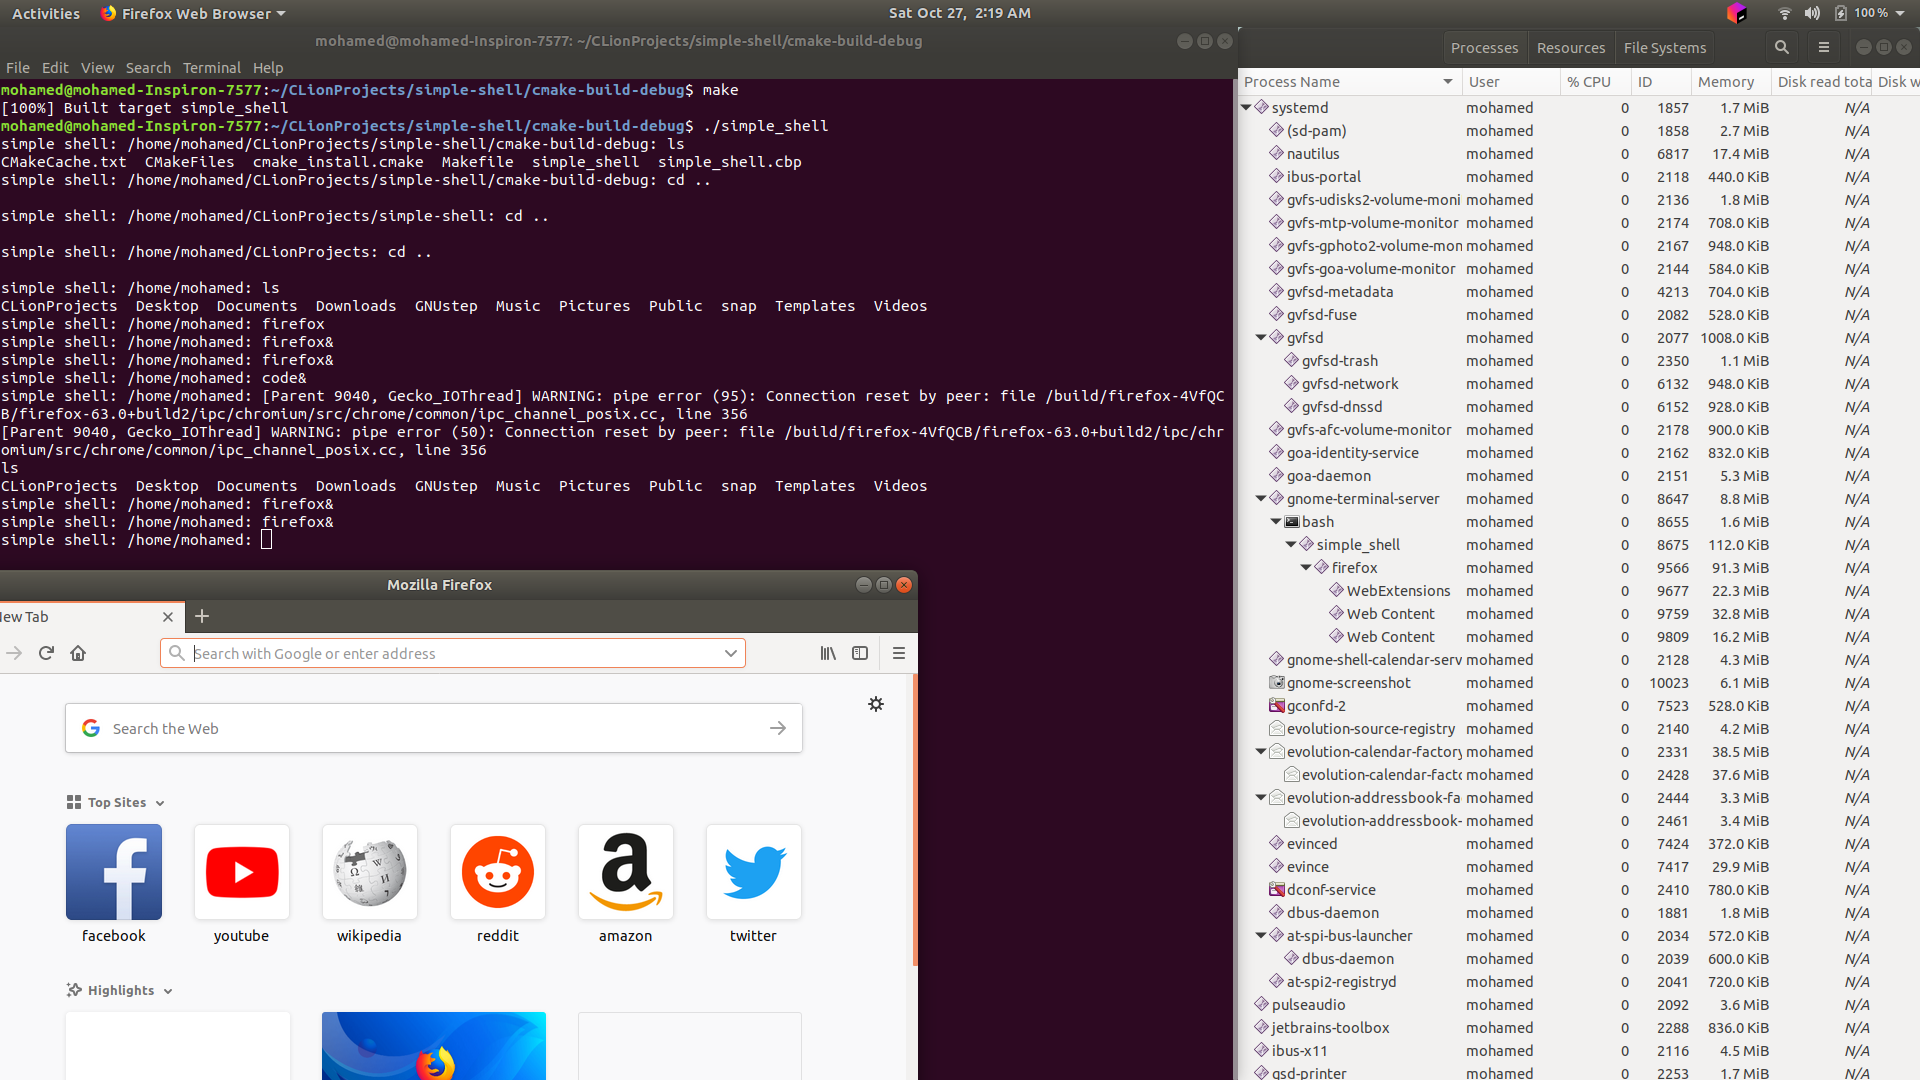 Activities Firefox Web Browser Sat Oct 27, 2:19 AM 100 %
mohamed@mohamed-Inspiron-7577: ~/CLionProjects/simple-shell/cmake-build-debug
File Edit View Search Terminal Help
mohamed@mohamed-Inspiron-7577:~/CLionProjects/simple-shell/cmake-build-debug$ make
[100%] Built target simple_shell
mohamed@mohamed-Inspiron-7577:~/CLionProjects/simple-shell/cmake-build-debug$ ./simple_shell
simple shell: /home/mohamed/CLionProjects/simple-shell/cmake-build-debug: ls
CMakeCache.txt CMakeFiles cmake_install.cmake Makefile simple_shell simple_shell.cbp
simple shell: /home/mohamed/CLionProjects/simple-shell/cmake-build-debug: cd ..
simple shell: /home/mohamed/CLionProjects/simple-shell: cd ..
simple shell: /home/mohamed/CLionProjects: cd ..
simple shell: /home/mohamed: ls
CLionProjects Desktop Documents Downloads GNUstep Music Pictures Public snap Templates Videos
simple shell: /home/mohamed: firefox
simple shell: /home/mohamed: firefox&
simple shell: /home/mohamed: firefox&
simple shell: /home/mohamed: code&
simple shell: /home/mohamed: [Parent 9040, Gecko_IOThread] WARNING: pipe error (95): Connection reset by peer: file /build/firefox-4VfQC
B/firefox-63.0+build2/ipc/chromium/src/chrome/common/ipc_channel_posix.cc, line 356
[Parent 9040, Gecko_IOThread] WARNING: pipe error (50): Connection reset by peer: file /build/firefox-4VfQCB/firefox-63.0+build2/ipc/chr
omium/src/chrome/common/ipc_channel_posix.cc, line 356
ls
CLionProjects Desktop Documents Downloads GNUstep Music Pictures Public snap Templates Videos
simple shell: /home/mohamed: firefox&
simple shell: /home/mohamed: firefox&
simple shell: /home/mohamed:
Mozilla Firefox
ew Tab
Search with Google or enter address
Search the Web
Top Sites
facebook youtube wikipedia reddit amazon twitter
Highlights
Processes Resources File Systems
Process Name User % CPU ID Memory Disk read tota Disk w
systemd mohamed 0 1857 1.7 MiB N/A
(sd-pam) mohamed 0 1858 2.7 MiB N/A
nautilus mohamed 0 6817 17.4 MiB N/A
ibus-portal mohamed 0 2118 440.0 KiB N/A
gvfs-udisks2-volume-moni mohamed 0 2136 1.8 MiB N/A
gvfs-mtp-volume-monitor mohamed 0 2174 708.0 KiB N/A
gvfs-gphoto2-volume-mon mohamed 0 2167 948.0 KiB N/A
gvfs-goa-volume-monitor mohamed 0 2144 584.0 KiB N/A
gvfsd-metadata mohamed 0 4213 704.0 KiB N/A
gvfsd-fuse mohamed 0 2082 528.0 KiB N/A
gvfsd mohamed 0 2077 1008.0 KiB N/A
gvfsd-trash mohamed 0 2350 1.1 MiB N/A
gvfsd-network mohamed 0 6132 948.0 KiB N/A
gvfsd-dnssd mohamed 0 6152 928.0 KiB N/A
gvfs-afc-volume-monitor mohamed 0 2178 900.0 KiB N/A
goa-identity-service mohamed 0 2162 832.0 KiB N/A
goa-daemon mohamed 0 2151 5.3 MiB N/A
gnome-terminal-server mohamed 0 8647 8.8 MiB N/A
bash mohamed 0 8655 1.6 MiB N/A
simple_shell mohamed 0 8675 112.0 KiB N/A
firefox mohamed 0 9566 91.3 MiB N/A
WebExtensions mohamed 0 9677 22.3 MiB N/A
Web Content mohamed 0 9759 32.8 MiB N/A
Web Content mohamed 0 9809 16.2 MiB N/A
gnome-shell-calendar-serv mohamed 0 2128 4.3 MiB N/A
gnome-screenshot mohamed 0 10023 6.1 MiB N/A
gconfd-2 mohamed 0 7523 528.0 KiB N/A
evolution-source-registry mohamed 0 2140 4.2 MiB N/A
evolution-calendar-factory mohamed 0 2331 38.5 MiB N/A
evolution-calendar-facto mohamed 0 2428 37.6 MiB N/A
evolution-addressbook-fa mohamed 0 2444 3.3 MiB N/A
evolution-addressbook- mohamed 0 2461 3.4 MiB N/A
evinced mohamed 0 7424 372.0 KiB N/A
evince mohamed 0 7417 29.9 MiB N/A
dconf-service mohamed 0 2410 780.0 KiB N/A
dbus-daemon mohamed 0 1881 1.8 MiB N/A
at-spi-bus-launcher mohamed 0 2034 572.0 KiB N/A
dbus-daemon mohamed 0 2039 600.0 KiB N/A
at-spi2-registryd mohamed 0 2041 720.0 KiB N/A
pulseaudio mohamed 0 2092 3.6 MiB N/A
jetbrains-toolbox mohamed 0 2288 836.0 KiB N/A
ibus-x11 mohamed 0 2116 4.5 MiB N/A
gsd-printer mohamed 0 2253 1.7 MiB N/A